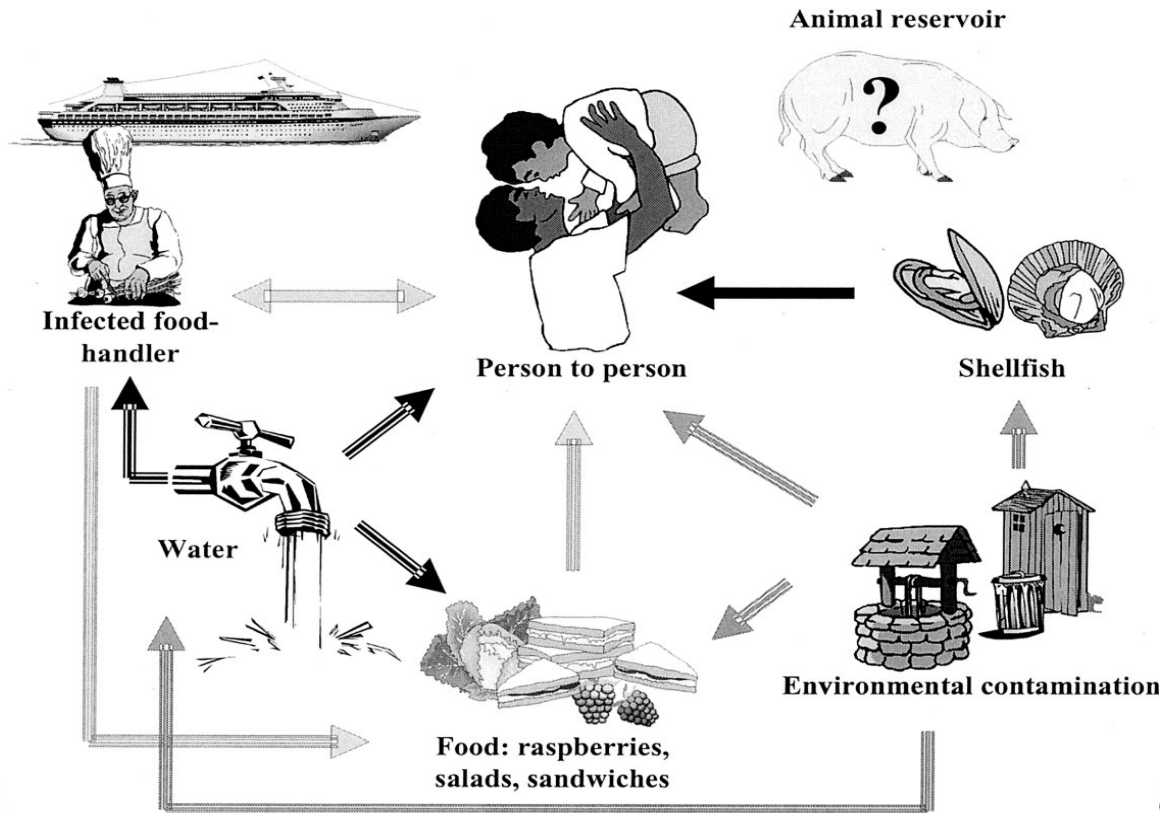 Animal reservoir
?
Infected food-
handler
Person to person
Shellfish
Water
Environmental contamination
Food: raspberries,
salads, sandwiches